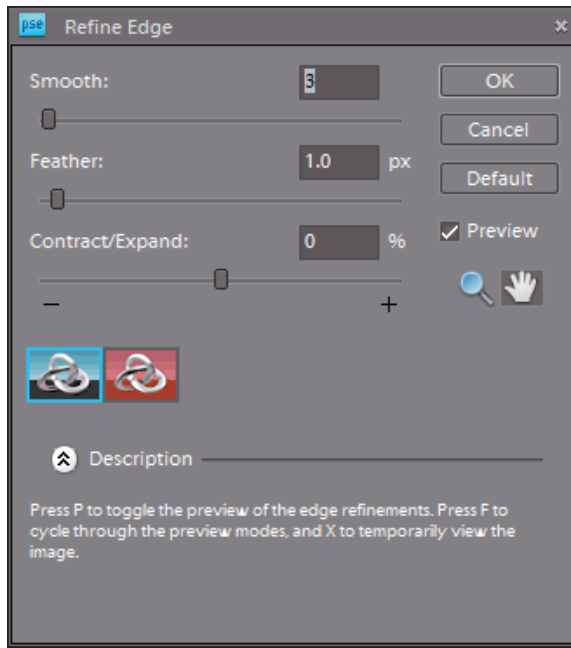 pse Refine Edge
Smooth: 3 OK
Cancel
Feather: 1.0 px
Default
Contract/Expand: 0 % Preview
− +
Description
Press P to toggle the preview of the edge refinements. Press F to
cycle through the preview modes, and X to temporarily view the
image.